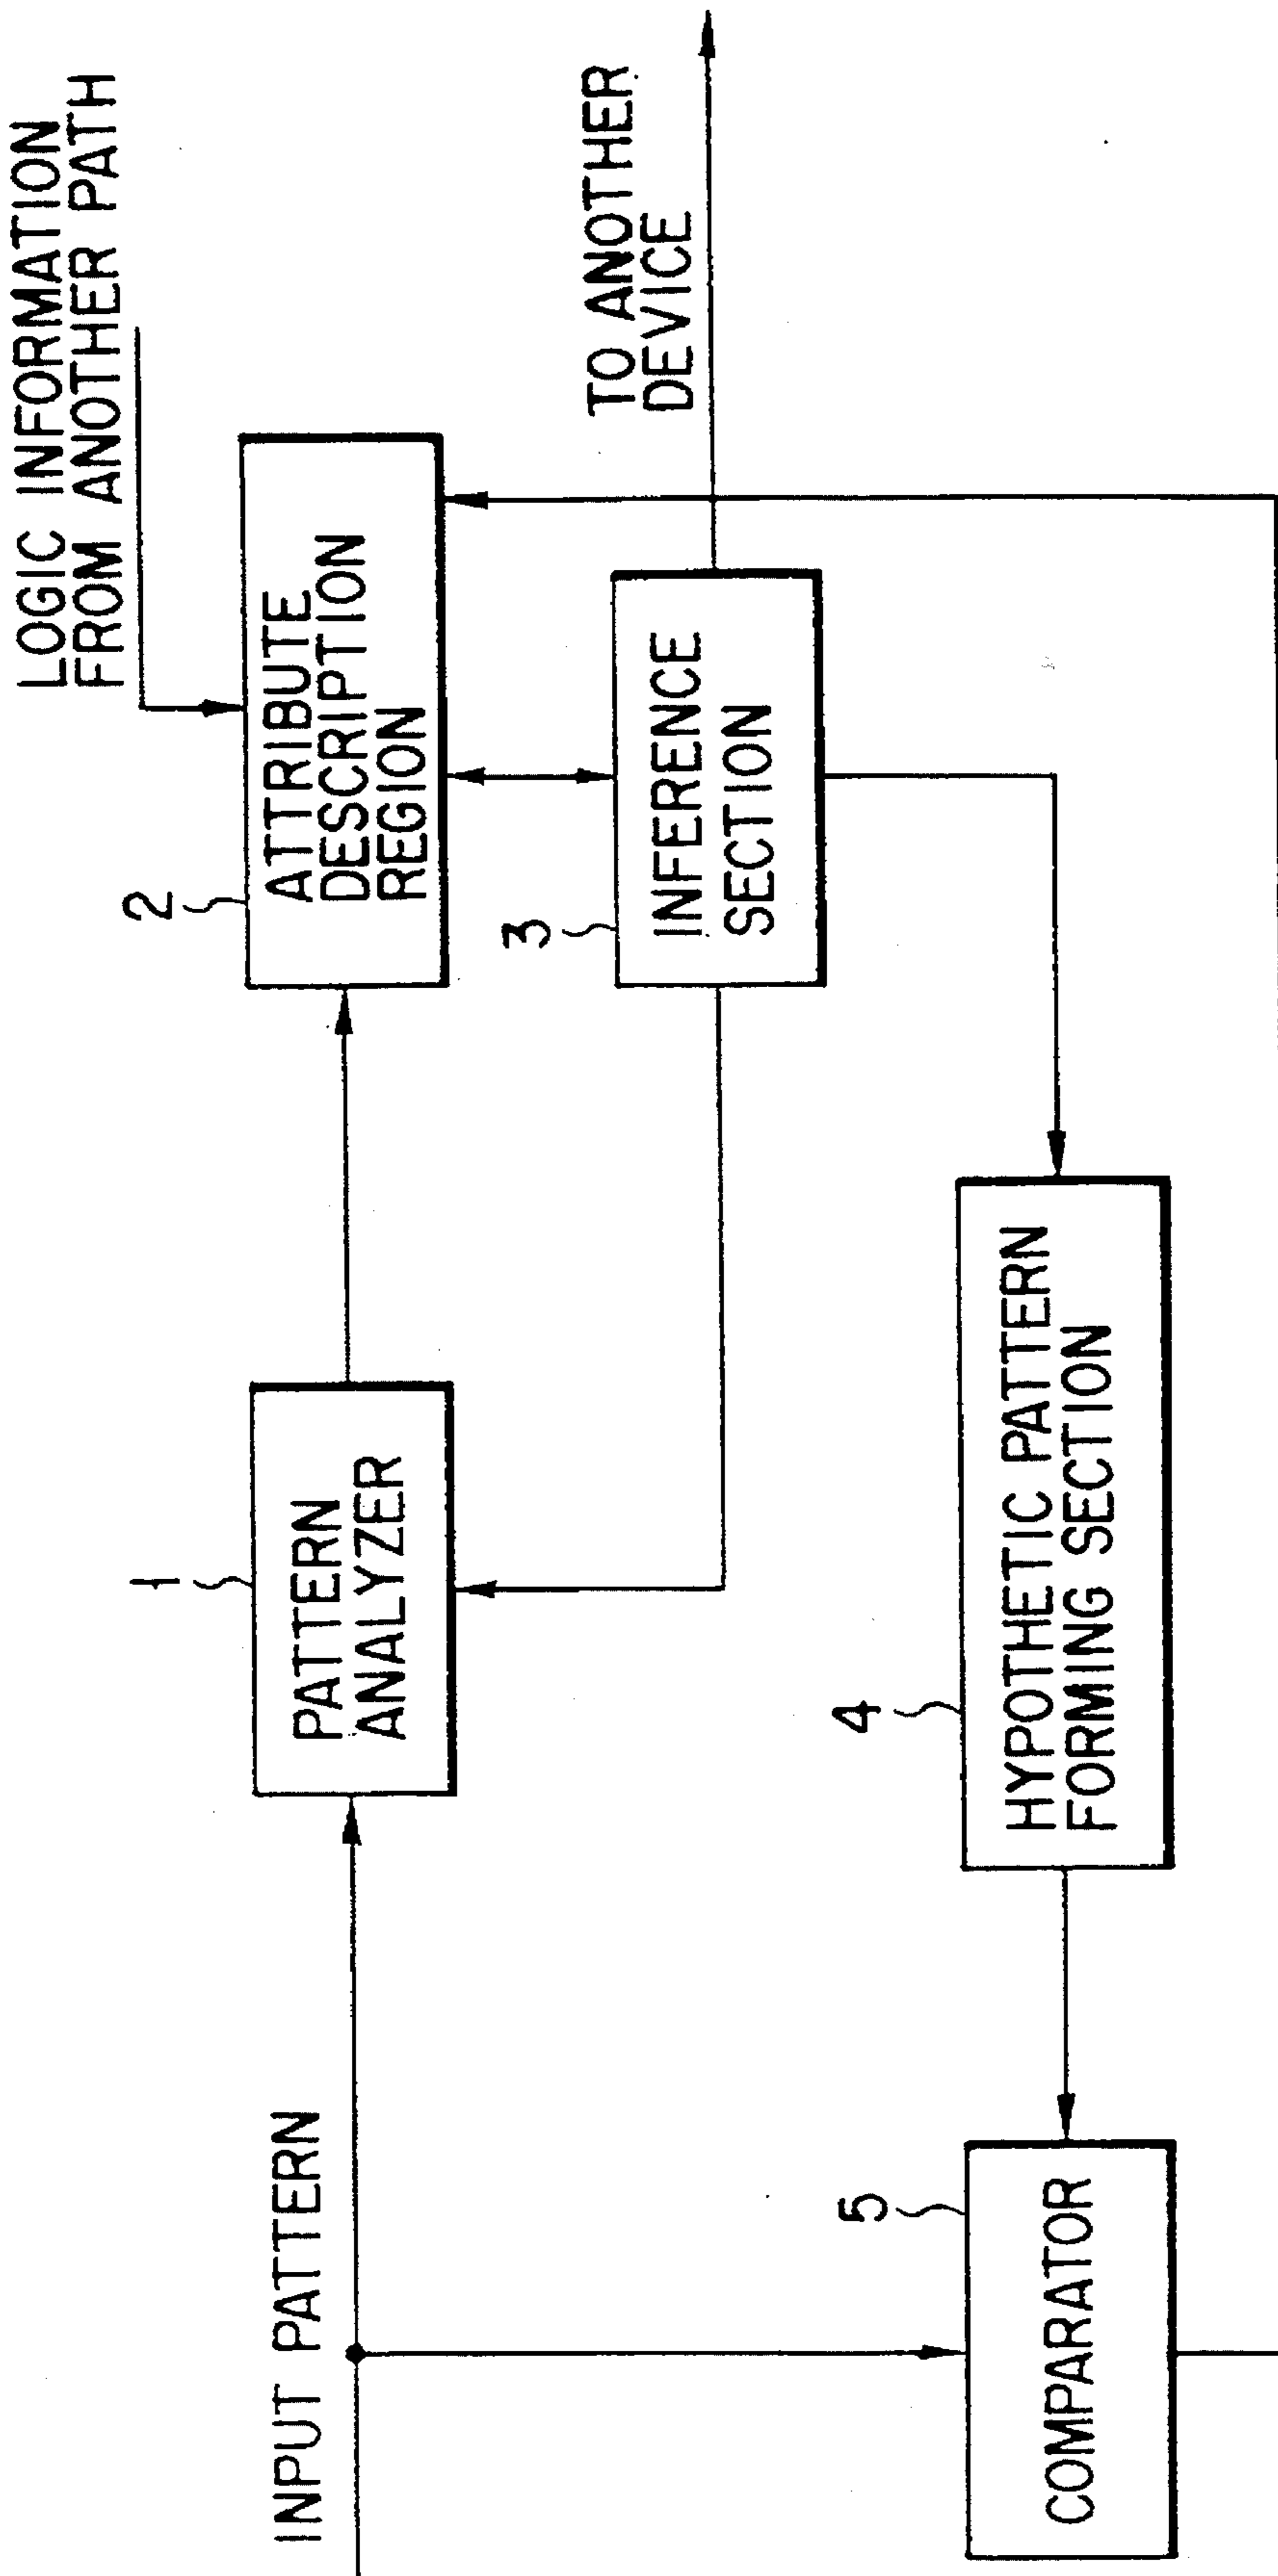 INPUT PATTERN
1
PATTERN
ANALYZER
2
ATTRIBUTE
DESCRIPTION
REGION
LOGIC INFORMATION
FROM ANOTHER PATH
3
INFERENCE
SECTION
TO ANOTHER
DEVICE
4
HYPOTHETIC PATTERN
FORMING SECTION
5
COMPARATOR